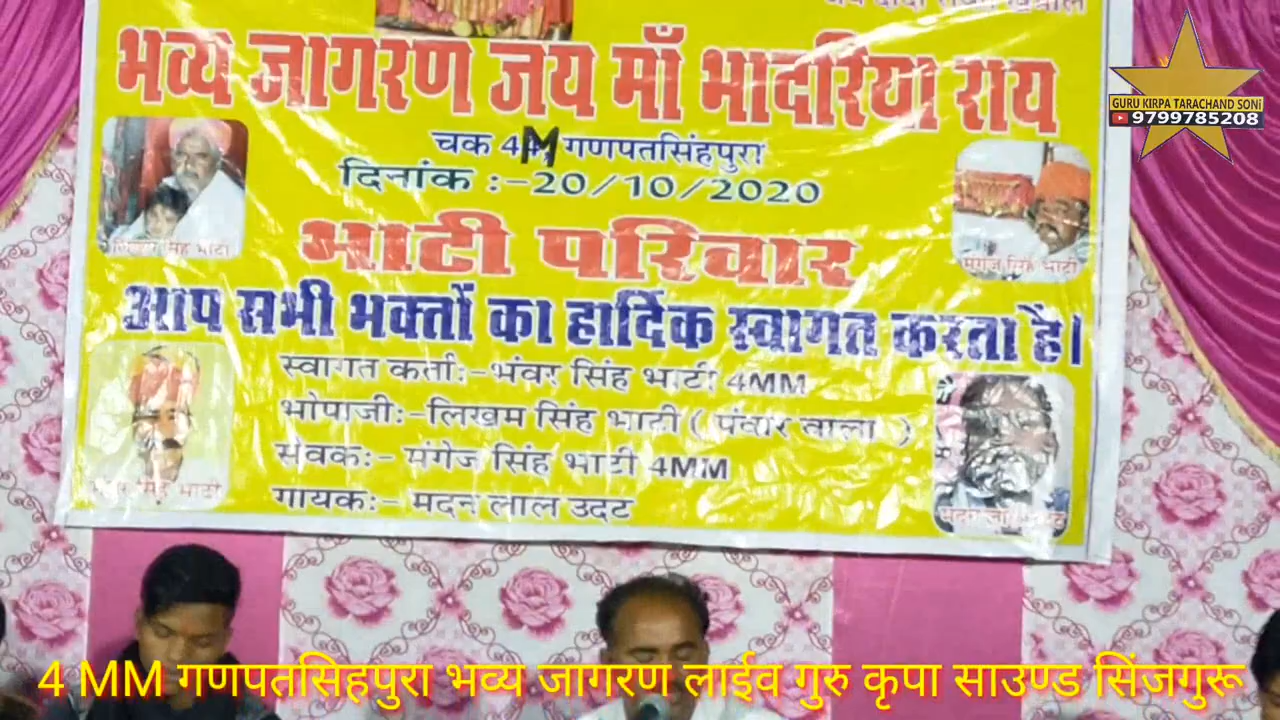 भव्य जागरण जय माँ भादरिया राय
GURU KIRPA TARACHAND SONI
9799785208
चक 4M गणपतसिंहपुरा
दिनांक :-20/10/2020
भाटी परिवार
सिंह भाटी
मंगेज सिंह भाटी
आप सभी भक्तों का हार्दिक स्वागत करता है।
स्वागत कर्ता:-भंवर सिंह भाटी 4MM
भोपाजी:-लिखम सिंह भाटी ( पंवार वाला )
सेवक:- मंगेज सिंह भाटी 4MM
गायक:- मदन लाल उदट
सिंह भाटी
4 MM गणपतसिहपुरा भव्य जागरण लाईव गुरु कृपा साउण्ड सिंजगुरू